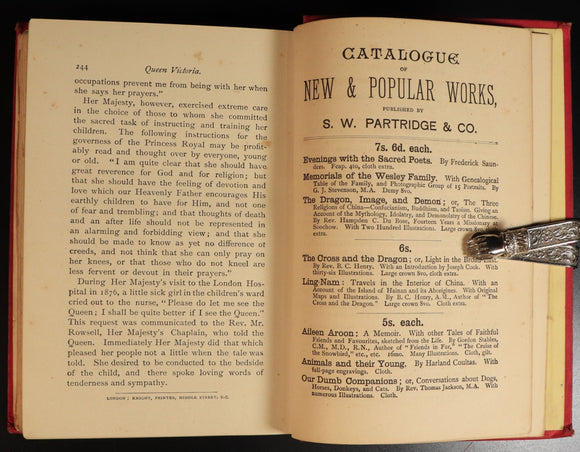 244 Queen Victoria.
occupations prevent me from being with her when
she says her prayers."
Her Majesty, however, exercised extreme care
in the choice of those to whom she committed
the sacred task of instructing and training her
children. The following instructions for the
governess of the Princess Royal may be profit-
ably read and thought over by everyone, young
or old. "I am quite clear that she should have
great reverence for God and for religion; but
that she should have the feeling of devotion and
love which our Heavenly Father encourages His
earthly children to have for Him, and not one
of fear and trembling; and that thoughts of death
and an after life should not be represented in
an alarming and forbidding view; and that she
should be made to know as yet no difference of
creeds, and not think that she can only pray on
her knees, or that those who do not kneel are
less fervent or devout in their prayers."
During Her Majesty's visit to the London Hos-
pital in 1876, a little sick girl in the children's ward
cried out to the nurse, "Please do let me see the
Queen; I shall be quite better if I see the Queen."
This request was communicated to the Rev. Mr.
Rowsell, Her Majesty's Chaplain, who told the
Queen. Immediately Her Majesty did that which
pleased her people not a little when the tale was
told. She desired to be conducted to the bedside
of the child, and there spoke loving words of
tenderness and sympathy.
LONDON; KNIGHT, PRINTER, MIDDLE STREET, E.C.
CATALOGUE
OF
NEW & POPULAR WORKS,
PUBLISHED BY
S. W. PARTRIDGE & CO.
7s. 6d. each.
Evenings with the Sacred Poets. By Frederick Saun-
ders. Fcap. 4to, cloth extra.
Memorials of the Wesley Family. With Genealogical
Table of the Family, and Photographic Group of 15 Portraits. By
G. J. Stevenson, M.A. Demy 8vo.
The Dragon, Image, and Demon; or, The Three
Religions of China—Confucianism, Buddhism, and Taoism. Giving an
Account of the Mythology, Idolatry, and Demonolatry of the Chinese.
By Rev. Hampden C. Du Bose, Fourteen Years a Missionary at
Soochow. With Two Hundred Illustrations. Large crown 8vo
extra.
6s.
The Cross and the Dragon; or, Light in the Broad
By Rev. B. C. Henry. With an Introduction by Joseph Cook. With
thirty-six Illustrations. Large crown 8vo. Cloth extra.
Ling-Nam: Travels in the Interior of China. With an
Account of the Island of Hainan and its Aborigines. With Original
Maps and Illustrations. By B. C. Henry, A.M., Author of "The
Cross and the Dragon." Large crown 8vo. Cloth extra.
5s. each.
Aileen Aroon: A Memoir. With other Tales of Faithful
Friends and Favourites, sketched from the Life. By Gordon Stables,
C.M., M.D., R.N., Author of "Friends in Fur," "The Cruise of
the Snowbird," etc., etc. 16mo. Many Illustrations. Cloth, gilt.
Animals and their Young. By Harland Coultas. With
full-page engravings. Cloth.
Our Dumb Companions; or, Conversations about Dogs,
Horses, Donkeys, and Cats. By Rev. Thomas Jackson, M.A. With
numerous Illustrations. Cloth.